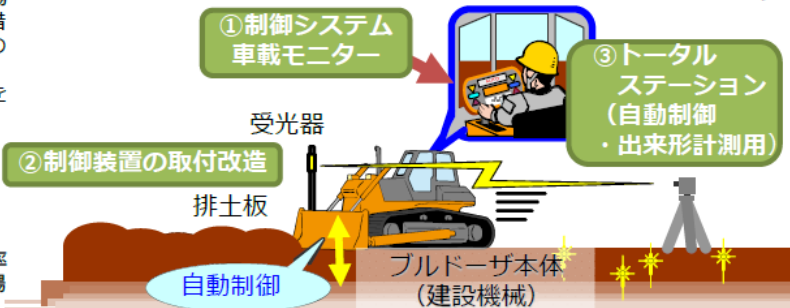 ①制御システム
車載モニター
③トータル
ステーション
（自動制御
・出来形計測用）
受光器
②制御装置の取付改造
排土板
自動制御
ブルドーザ本体
（建設機械）
を